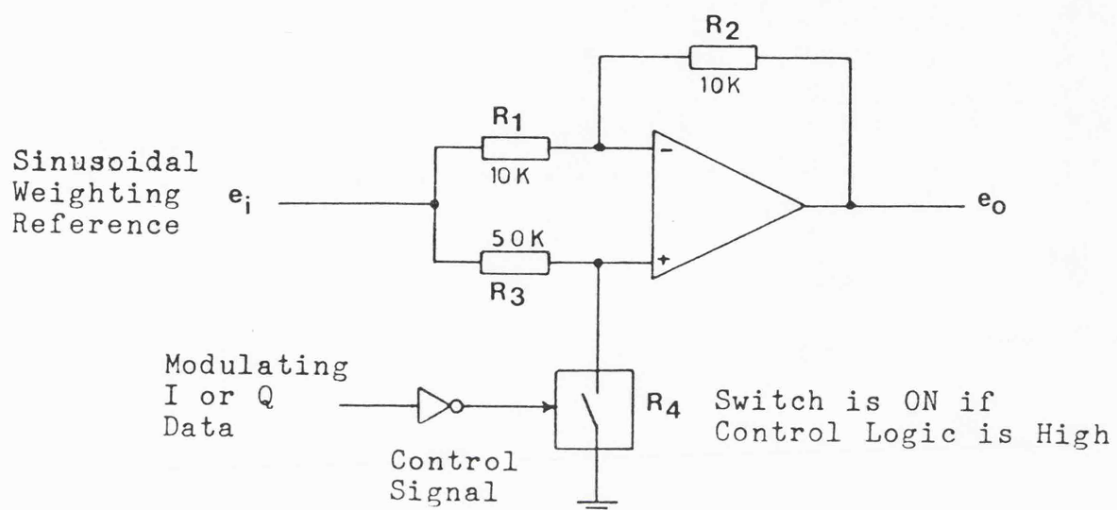 R2
10K
R1
10K
Sinusoidal
Weighting
Reference
ei
eo
50K
R3
-
+
Modulating
I or Q
Data
R4
Switch is ON if
Control Logic is High
Control
Signal